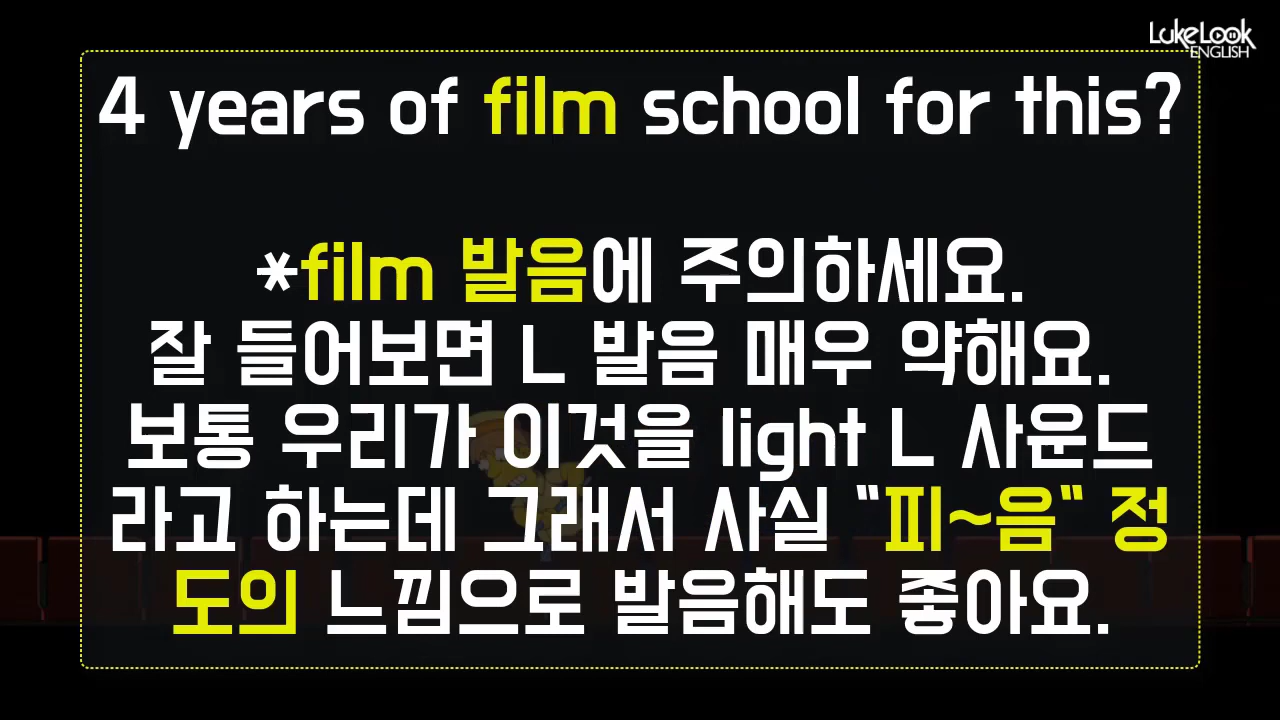 LukeLook
ENGLISH
4 years of film school for this?
*film 발음에 주의하세요.
잘 들어보면 L 발음 매우 약해요.
보통 우리가 이것을 light L 사운드
라고 하는데 그래서 사실 "피~음" 정
도의 느낌으로 발음해도 좋아요.